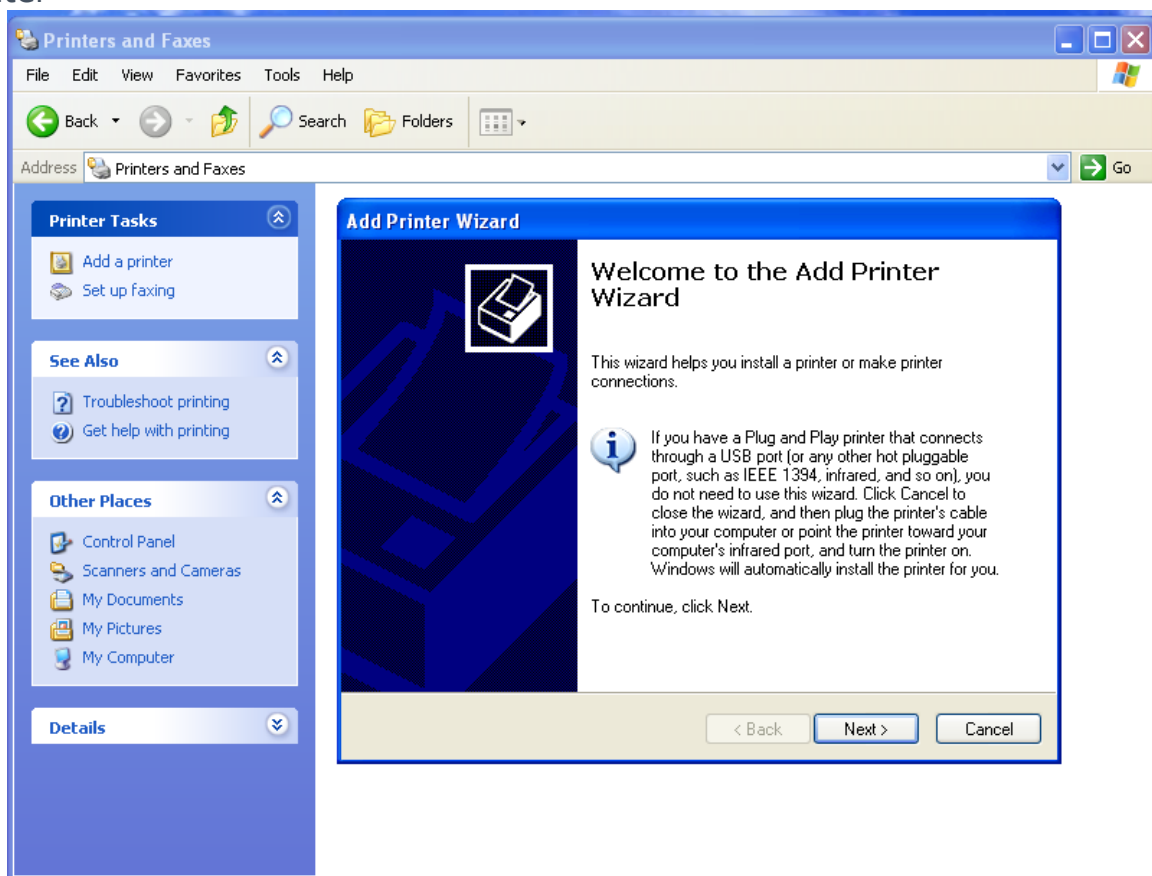 Printers and Faxes
File Edit View Favorites Tools Help
Back Search Folders
Address Printers and Faxes Go
Printer Tasks
Add a printer
Set up faxing
See Also
Troubleshoot printing
Get help with printing
Other Places
Control Panel
Scanners and Cameras
My Documents
My Pictures
My Computer
Details
Add Printer Wizard
Welcome to the Add Printer
Wizard
This wizard helps you install a printer or make printer
connections.
If you have a Plug and Play printer that connects
through a USB port (or any other hot pluggable
port, such as IEEE 1394, infrared, and so on), you
do not need to use this wizard. Click Cancel to
close the wizard, and then plug the printer's cable
into your computer or point the printer toward your
computer's infrared port, and turn the printer on.
Windows will automatically install the printer for you.
To continue, click Next.
< Back Next > Cancel